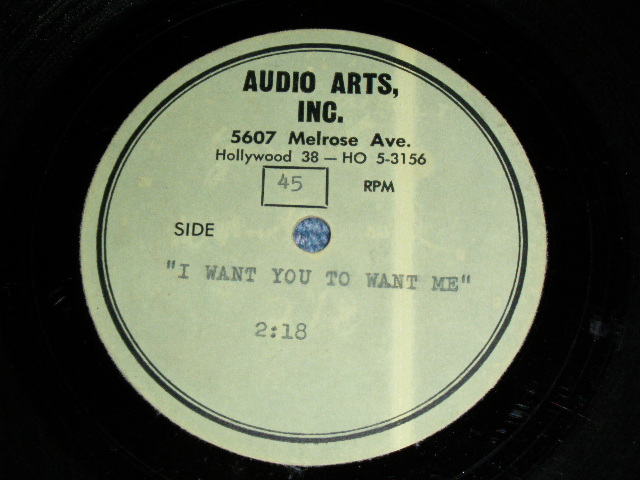 AUDIO ARTS,
INC.
5607 Melrose Ave.
Hollywood 38 — HO 5-3156
45 RPM
SIDE
"I WANT YOU TO WANT ME"
2:18